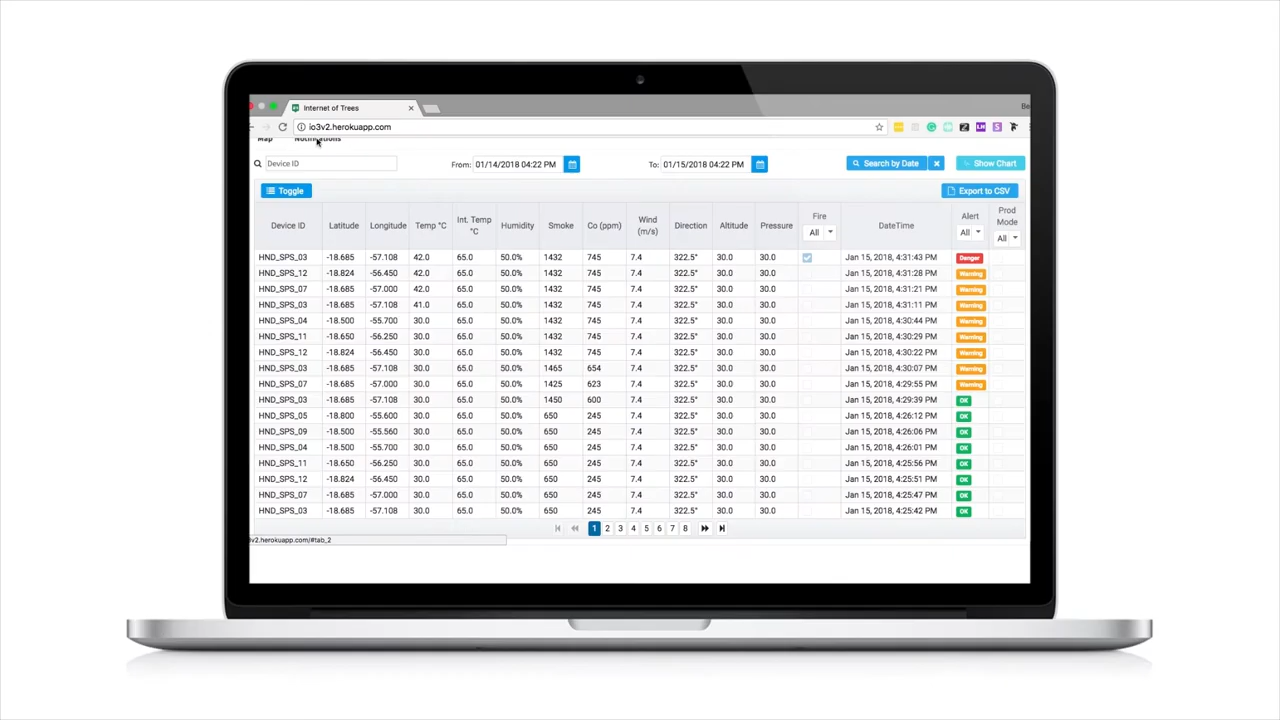 Internet of Trees
Be
io3v2.herokuapp.com
Map Notifications
Device ID From: 01/14/2018 04:22 PM To: 01/15/2018 04:22 PM Search by Date Show Chart
Toggle Export to CSV
Device ID Latitude Longitude Temp °C Int. Temp °C Humidity Smoke Co (ppm) Wind (m/s) Direction Altitude Pressure Fire All DateTime Alert All Prod Mode All
HND_SPS_03 -18.685 -57.108 42.0 65.0 50.0% 1432 745 7.4 322.5° 30.0 30.0 Jan 15, 2018, 4:31:43 PM Danger
HND_SPS_12 -18.824 -56.450 42.0 65.0 50.0% 1432 745 7.4 322.5° 30.0 30.0 Jan 15, 2018, 4:31:28 PM Warning
HND_SPS_07 -18.685 -57.000 42.0 65.0 50.0% 1432 745 7.4 322.5° 30.0 30.0 Jan 15, 2018, 4:31:21 PM Warning
HND_SPS_03 -18.685 -57.108 41.0 65.0 50.0% 1432 745 7.4 322.5° 30.0 30.0 Jan 15, 2018, 4:31:11 PM Warning
HND_SPS_04 -18.500 -55.700 30.0 65.0 50.0% 1432 745 7.4 322.5° 30.0 30.0 Jan 15, 2018, 4:30:44 PM Warning
HND_SPS_11 -18.650 -56.250 30.0 65.0 50.0% 1432 745 7.4 322.5° 30.0 30.0 Jan 15, 2018, 4:30:29 PM Warning
HND_SPS_12 -18.824 -56.450 30.0 65.0 50.0% 1432 745 7.4 322.5° 30.0 30.0 Jan 15, 2018, 4:30:22 PM Warning
HND_SPS_03 -18.685 -57.108 30.0 65.0 50.0% 1465 654 7.4 322.5° 30.0 30.0 Jan 15, 2018, 4:30:07 PM Warning
HND_SPS_07 -18.685 -57.000 30.0 65.0 50.0% 1425 623 7.4 322.5° 30.0 30.0 Jan 15, 2018, 4:29:55 PM Warning
HND_SPS_03 -18.685 -57.108 30.0 65.0 50.0% 1450 600 7.4 322.5° 30.0 30.0 Jan 15, 2018, 4:29:39 PM OK
HND_SPS_05 -18.800 -55.600 30.0 65.0 50.0% 650 245 7.4 322.5° 30.0 30.0 Jan 15, 2018, 4:26:12 PM OK
HND_SPS_09 -18.500 -55.560 30.0 65.0 50.0% 650 245 7.4 322.5° 30.0 30.0 Jan 15, 2018, 4:26:06 PM OK
HND_SPS_04 -18.500 -55.700 30.0 65.0 50.0% 650 245 7.4 322.5° 30.0 30.0 Jan 15, 2018, 4:26:01 PM OK
HND_SPS_11 -18.650 -56.250 30.0 65.0 50.0% 650 245 7.4 322.5° 30.0 30.0 Jan 15, 2018, 4:25:56 PM OK
HND_SPS_12 -18.824 -56.450 30.0 65.0 50.0% 650 245 7.4 322.5° 30.0 30.0 Jan 15, 2018, 4:25:51 PM OK
HND_SPS_07 -18.685 -57.000 30.0 65.0 50.0% 650 245 7.4 322.5° 30.0 30.0 Jan 15, 2018, 4:25:47 PM OK
HND_SPS_03 -18.685 -57.108 30.0 65.0 50.0% 650 245 7.4 322.5° 30.0 30.0 Jan 15, 2018, 4:25:42 PM OK
1 2 3 4 5 6 7 8
v2.herokuapp.com/#tab_2